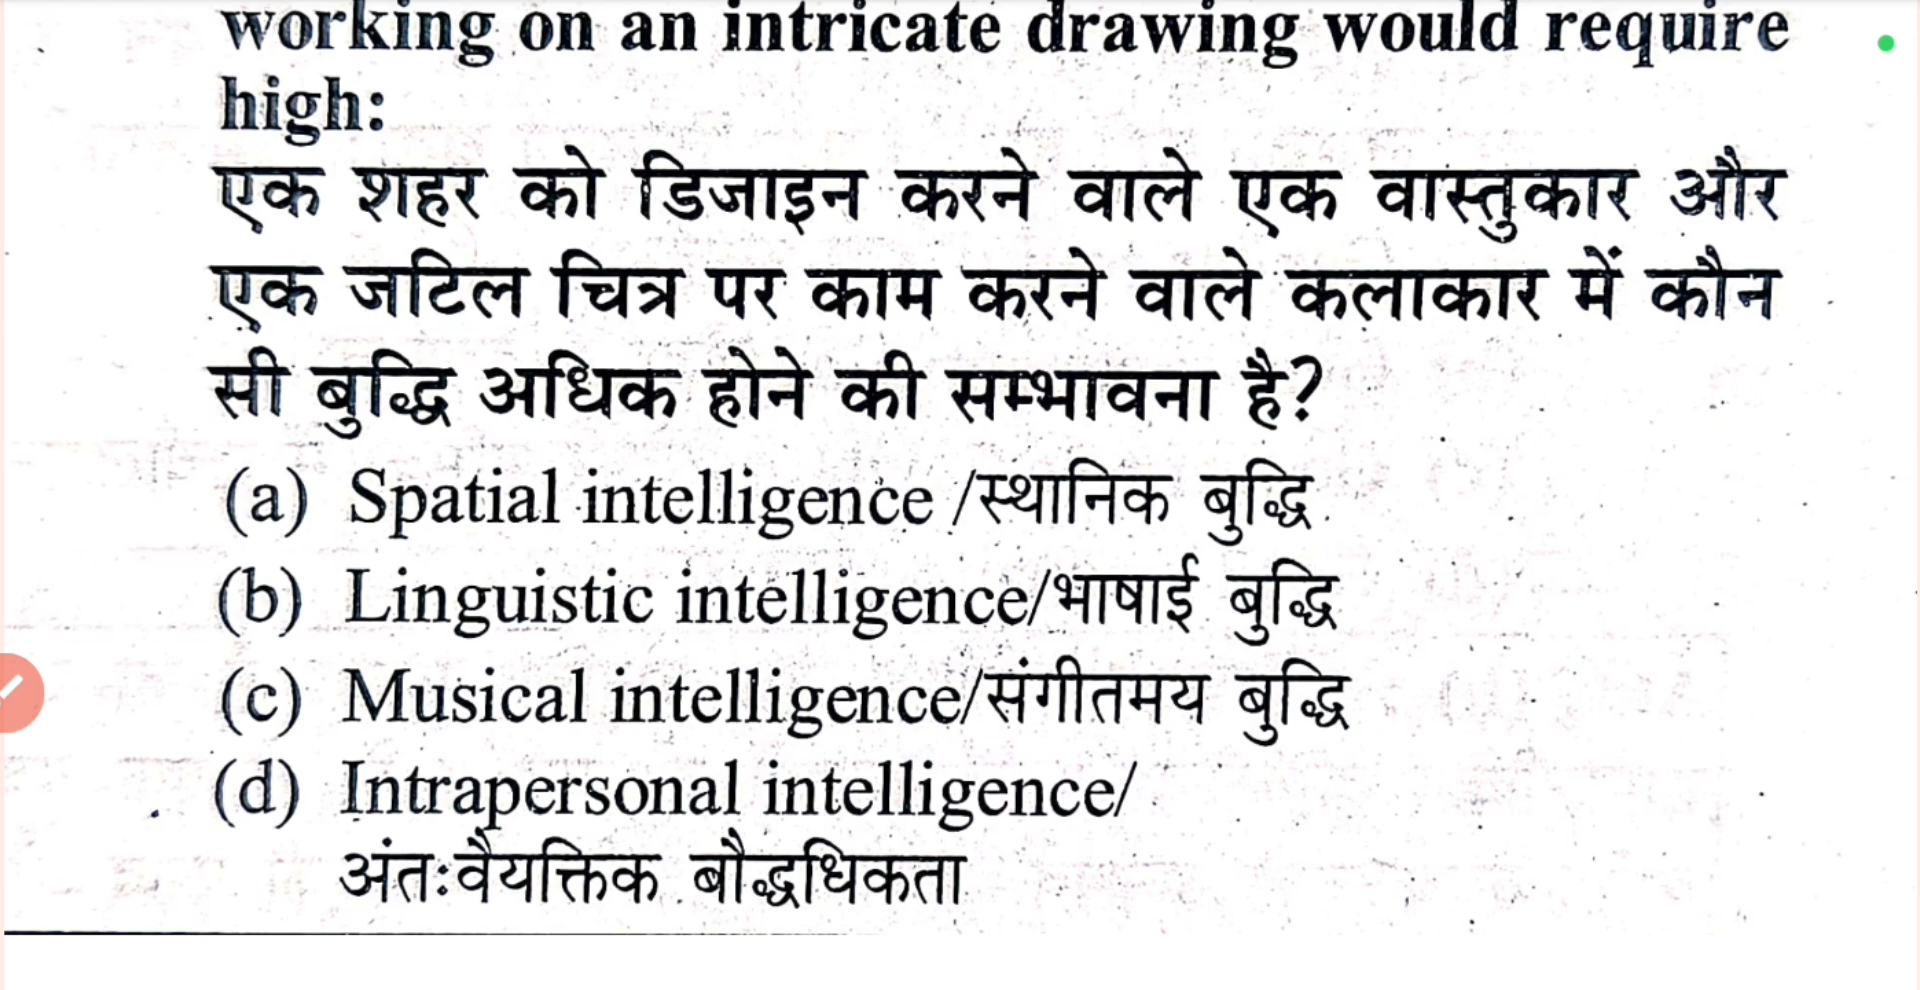 working on an intricate drawing would require
high:
एक शहर को डिजाइन करने वाले एक वास्तुकार और
एक जटिल चित्र पर काम करने वाले कलाकार में कौन
सी बुद्धि अधिक होने की सम्भावना है?
(a) Spatial intelligence /स्थानिक बुद्धि
(b) Linguistic intelligence/भाषाई बुद्धि
(c) Musical intelligence/संगीतमय बुद्धि
(d) Intrapersonal intelligence/
अंतःवैयक्तिक बौद्धधिकता